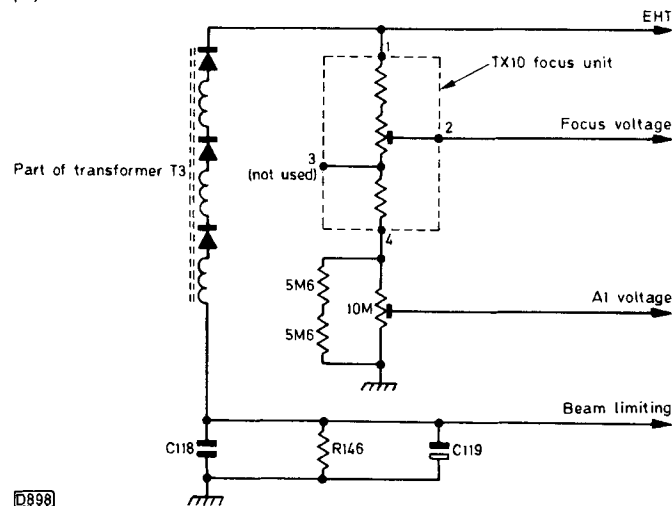 EHT
1
TX10 focus unit
2
Focus voltage
Part of transformer T3
3
(not used)
4
5M6
10M
A1 voltage
5M6
Beam limiting
C118
R146
C119
D898